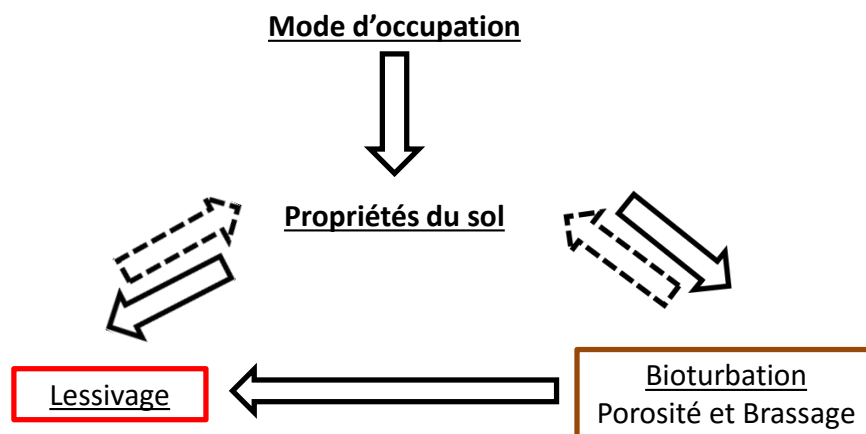 Mode d'occupation
Propriétés du sol
Lessivage
Bioturbation
Porosité et Brassage